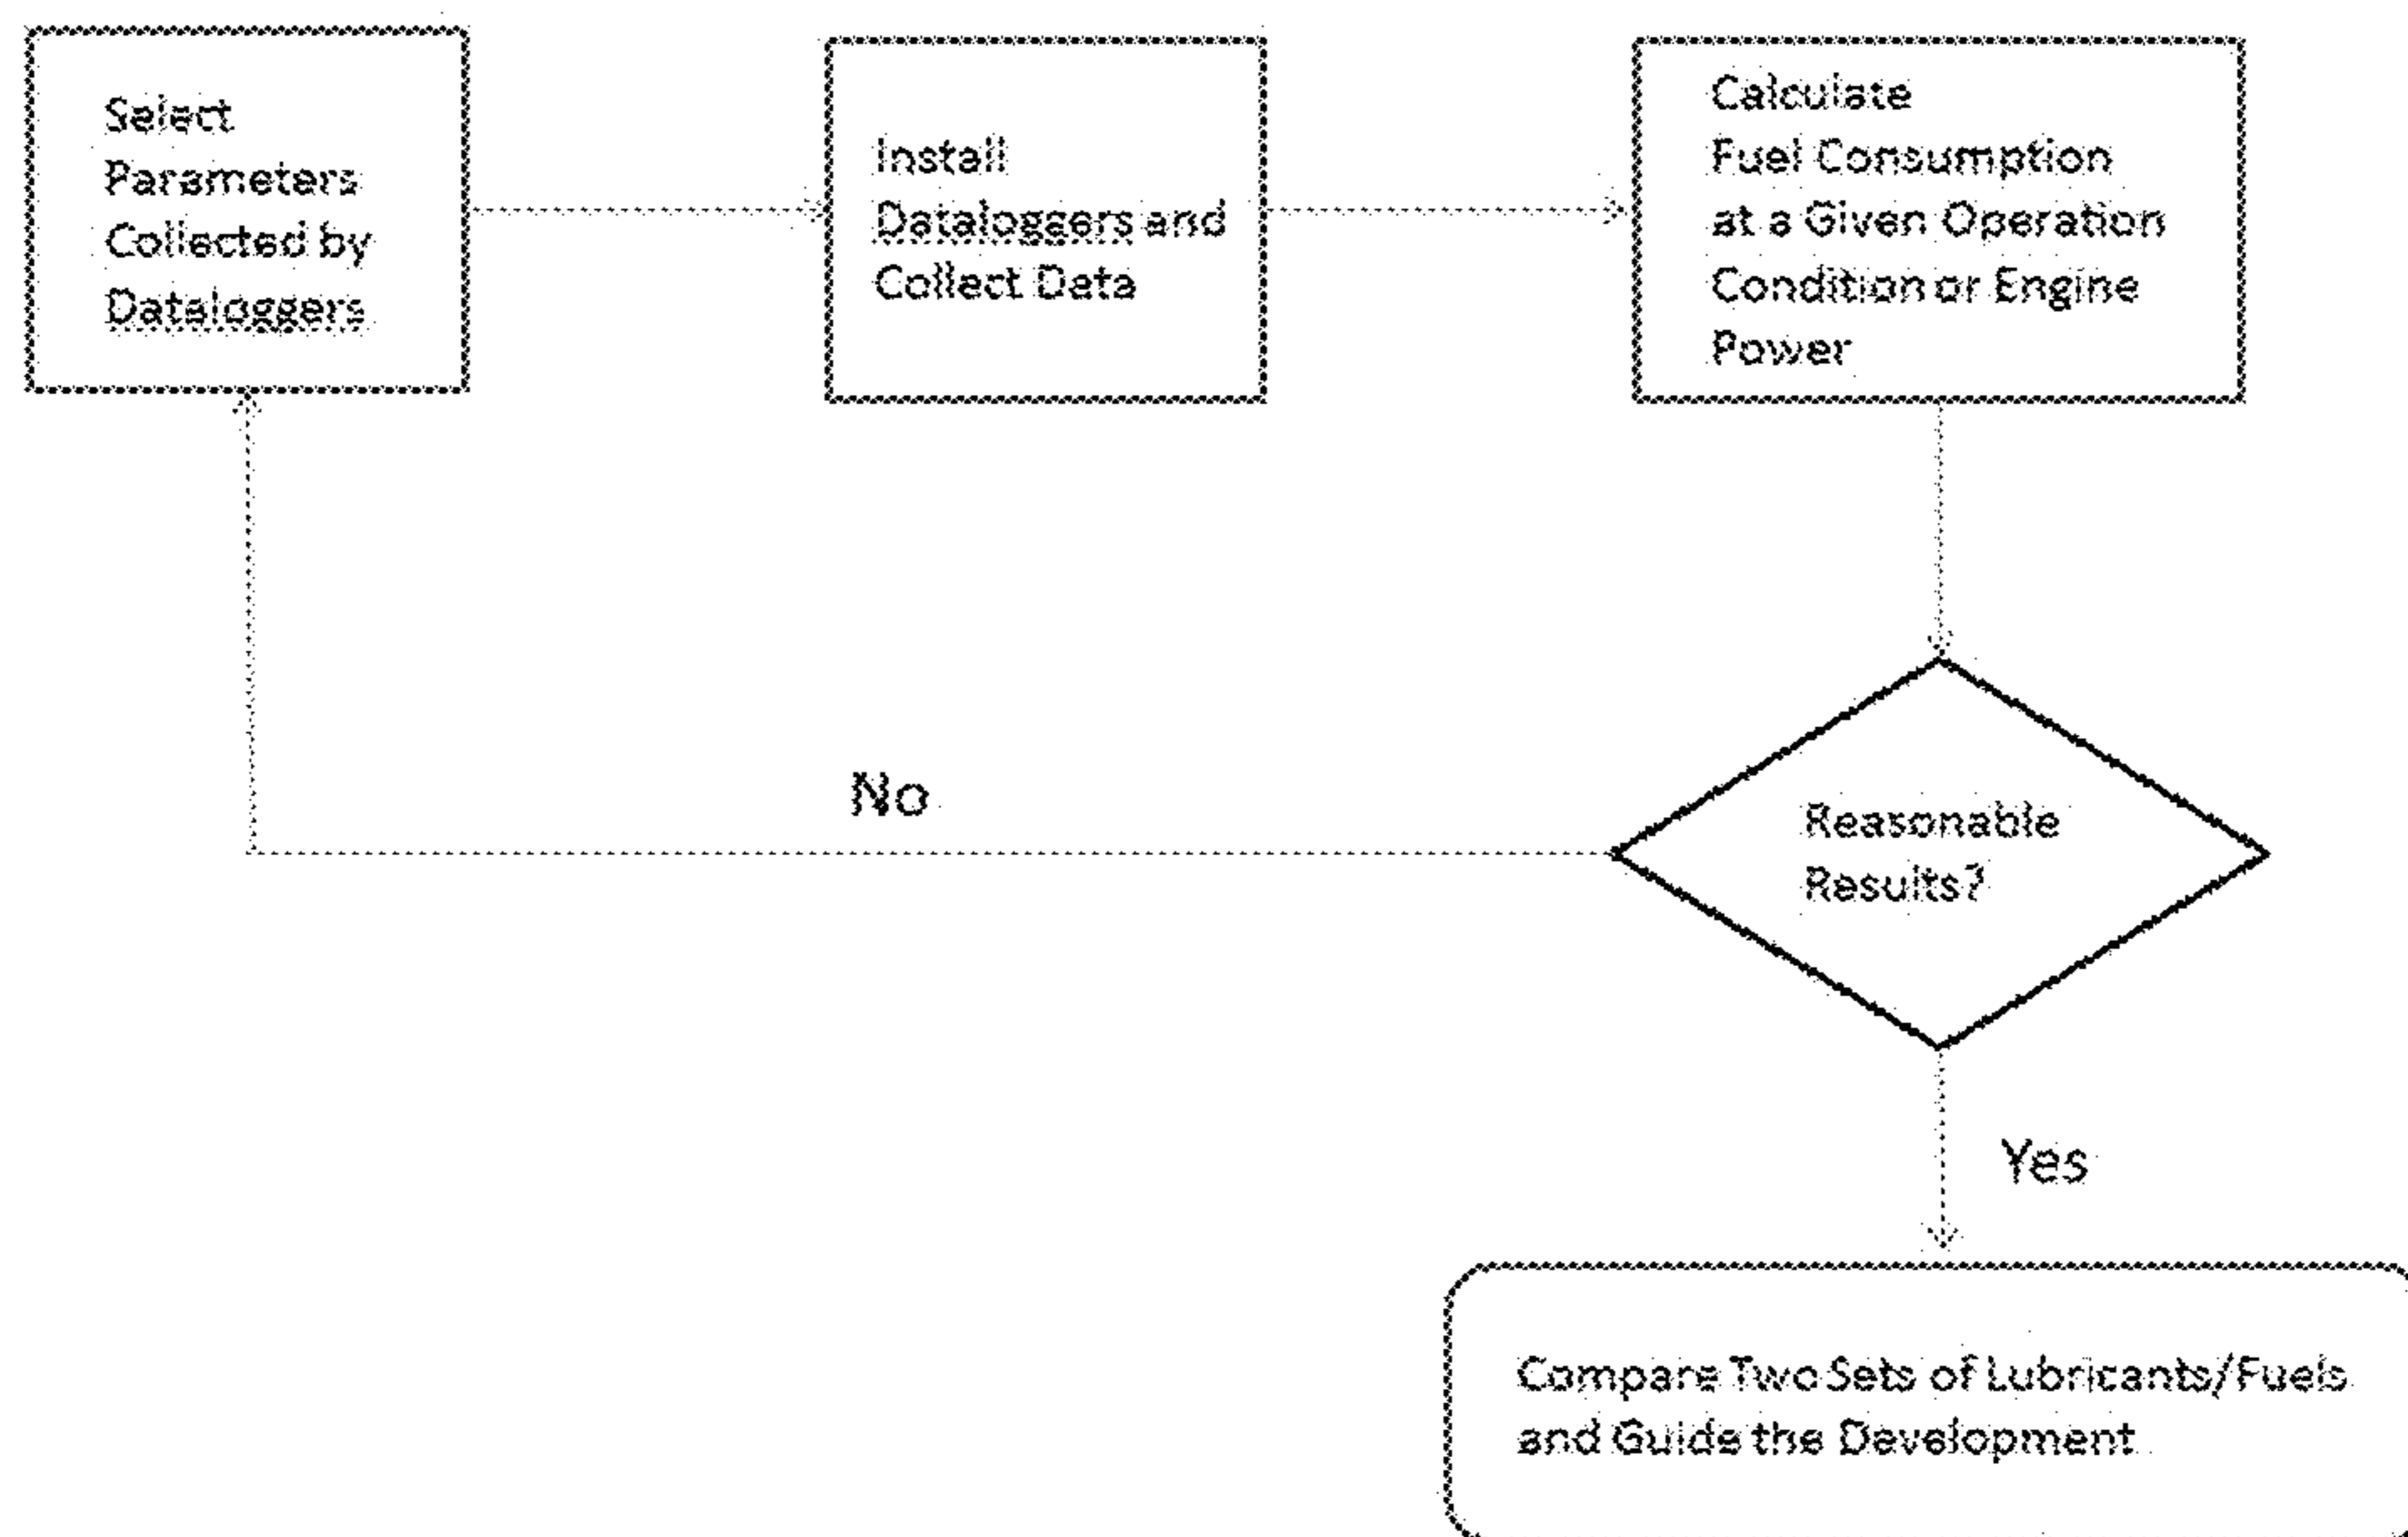 Select
Parameters
Collected by
Dataloggers
Install
Dataloggers and
Collect Data
Calculate
Fuel Consumption
at a Given Operation
Condition or Engine
Power
No
Reasonable
Results?
Yes
Compare Two Sets of Lubricants/Fuels
and Guide the Development